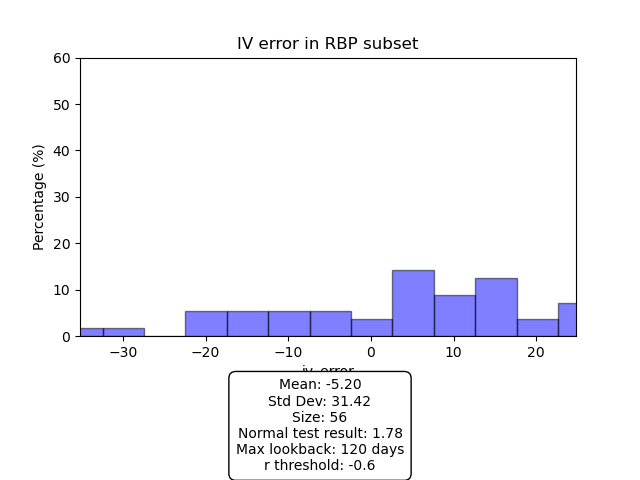 IV error in RBP subset
60
50
40
30
20
10
0
Percentage (%)
−30
−20
−10
0
10
20
iv_error
Mean: -5.20
Std Dev: 31.42
Size: 56
Normal test result: 1.78
Max lookback: 120 days
r threshold: -0.6